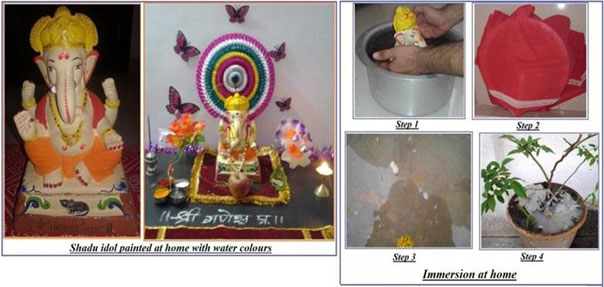 ॥ श्री गणेश
Shadu idol painted at home with water colours
Step 1
Step 2
Step 3
Step 4
Immersion at home